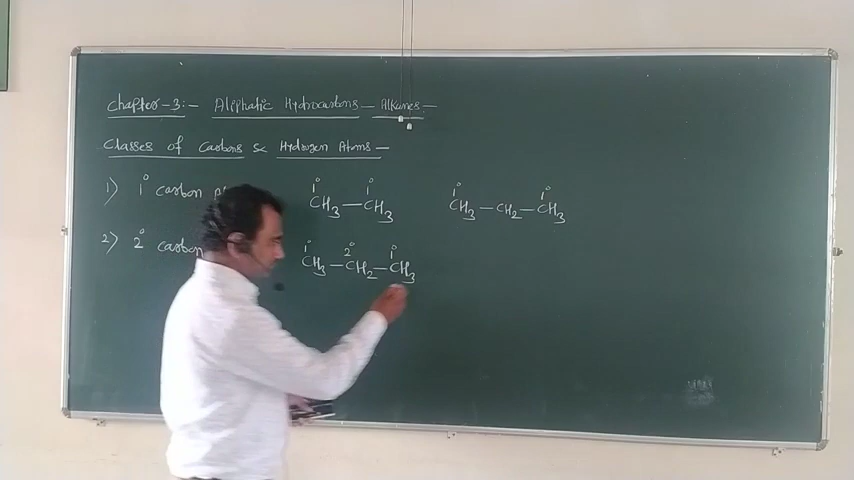 Chapter-3:- Aliphatic Hydrocarbons - Alkanes -
Classes of Carbons & Hydrogen Atoms -
1) 1° carbon CH3 - CH3 CH3 - CH2 - CH3
1° 1° 1° 1°
2) 2° carbon CH3 - CH2 - CH3
1° 2° 1°